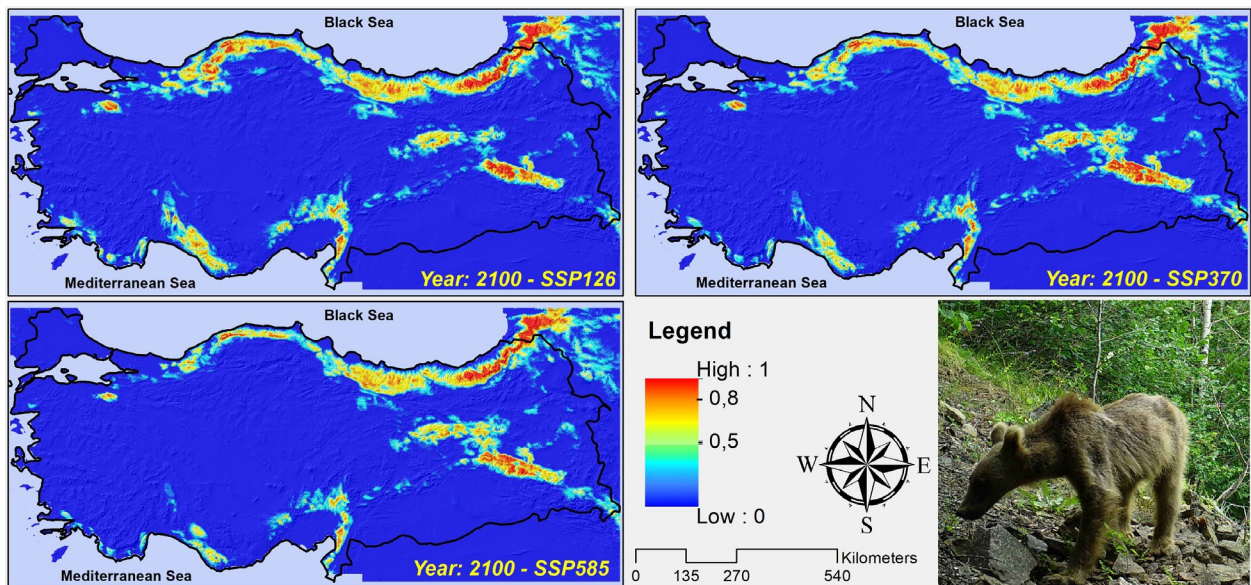 Black Sea
Mediterranean Sea
Year: 2100 - SSP126
Black Sea
Mediterranean Sea
Year: 2100 - SSP370
Black Sea
Mediterranean Sea
Year: 2100 - SSP585
Legend
High : 1
0,8
0,5
Low : 0
N
W
E
S
Kilometers
0 135 270 540